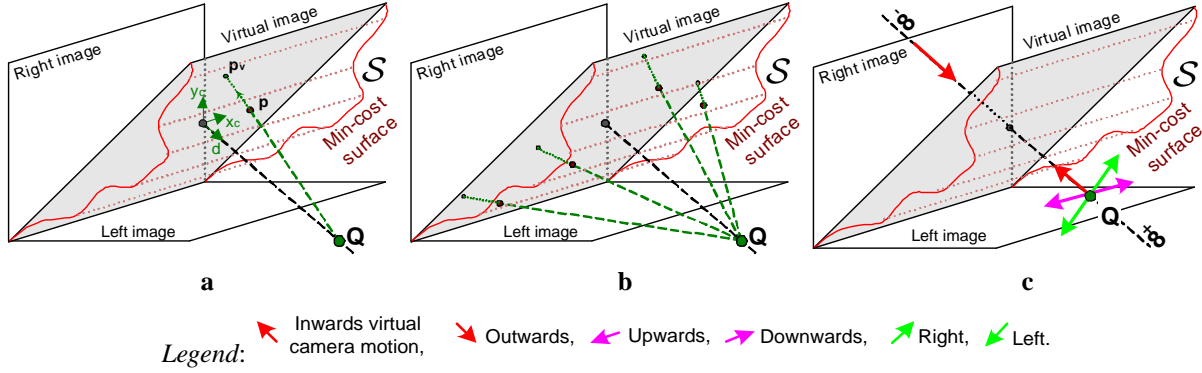 Right image
Virtual image
p_v
p
y_c
x_c
d
S
Min-cost
surface
Left image
Q
a
Right image
Virtual image
S
Min-cost
surface
Left image
Q
b
-∞
Right image
Virtual image
S
Min-cost
surface
Left image
Q
+∞
c
Legend:
Inwards virtual
camera motion,
Outwards,
Upwards,
Downwards,
Right,
Left.